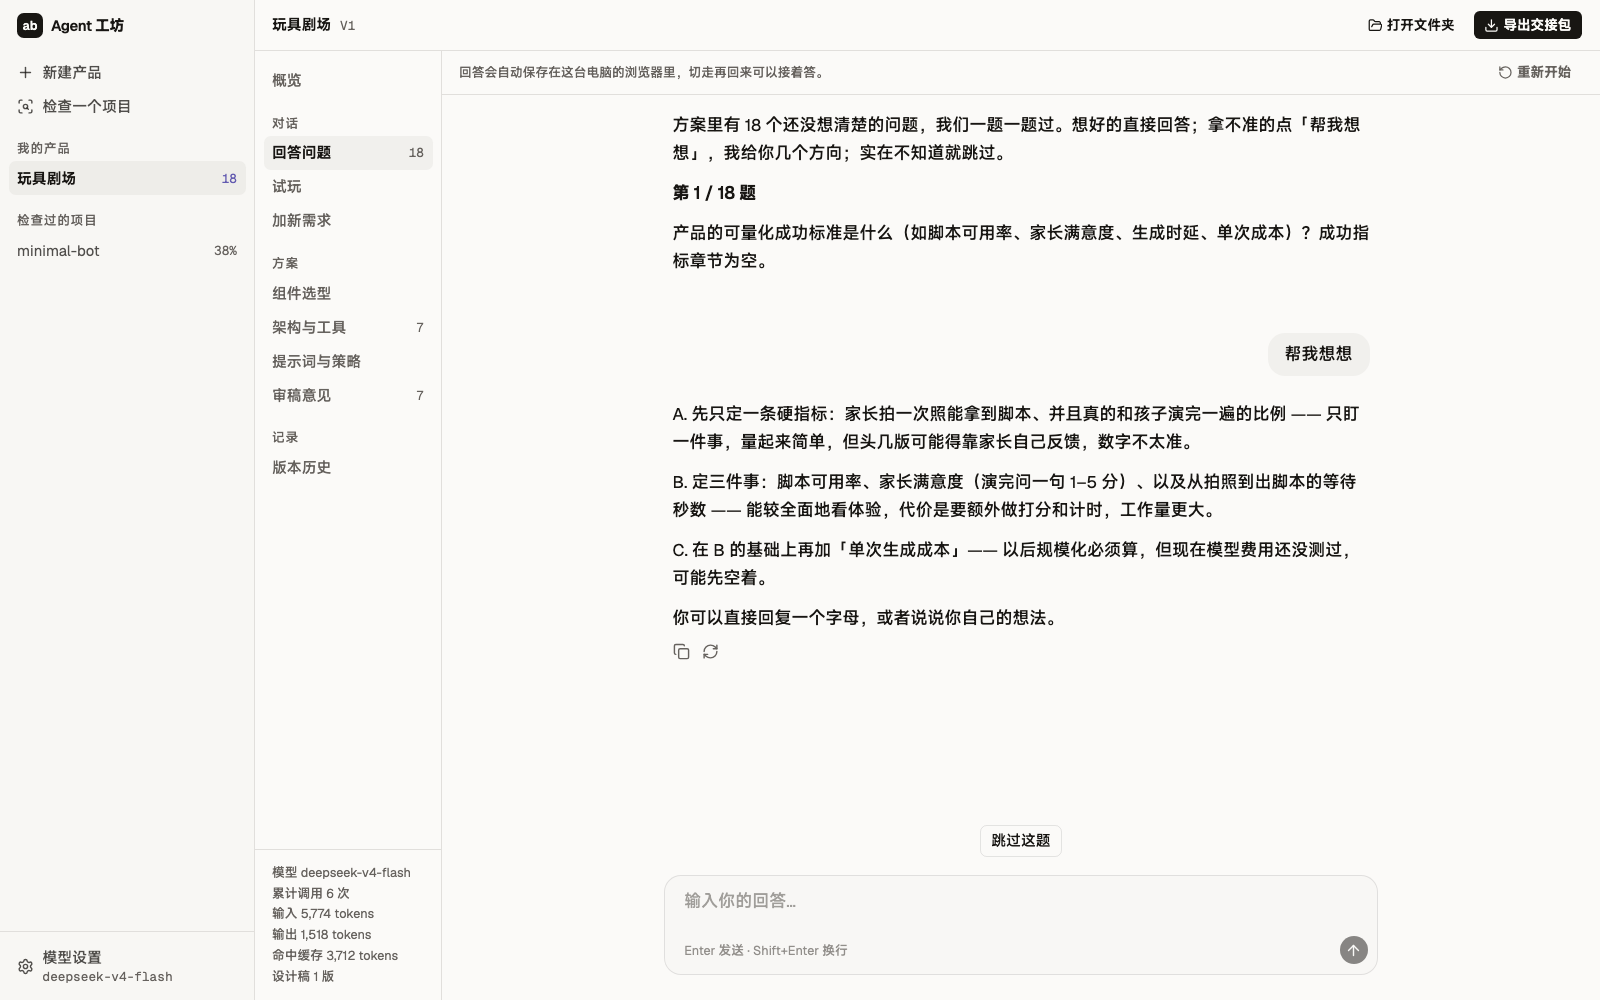 ab Agent 工坊
新建产品
检查一个项目
我的产品
玩具剧场 18
检查过的项目
minimal-bot 38%
模型设置
deepseek-v4-flash
玩具剧场 V1
打开文件夹
导出交接包
概览
对话
回答问题 18
试玩
加新需求
方案
组件选型
架构与工具 7
提示词与策略
审稿意见 7
记录
版本历史
模型 deepseek-v4-flash
累计调用 6 次
输入 5,774 tokens
输出 1,518 tokens
命中缓存 3,712 tokens
设计稿 1 版
回答会自动保存在这台电脑的浏览器里，切走再回来可以接着答。
重新开始
方案里有 18 个还没想清楚的问题，我们一题一题过。想好的直接回答；拿不准的点「帮我想
想」，我给你几个方向；实在不知道就跳过。
第 1 / 18 题
产品的可量化成功标准是什么（如脚本可用率、家长满意度、生成时延、单次成本）？成功指
标章节为空。
帮我想想
A. 先只定一条硬指标：家长拍一次照能拿到脚本、并且真的和孩子演完一遍的比例 —— 只盯
一件事，量起来简单，但头几版可能得靠家长自己反馈，数字不太准。
B. 定三件事：脚本可用率、家长满意度（演完问一句 1–5 分）、以及从拍照到出脚本的等待
秒数 —— 能较全面地看体验，代价是要额外做打分和计时，工作量更大。
C. 在 B 的基础上再加「单次生成成本」—— 以后规模化必须算，但现在模型费用还没测过，
可能先空着。
你可以直接回复一个字母，或者说说你自己的想法。
跳过这题
输入你的回答...
Enter 发送 · Shift+Enter 换行